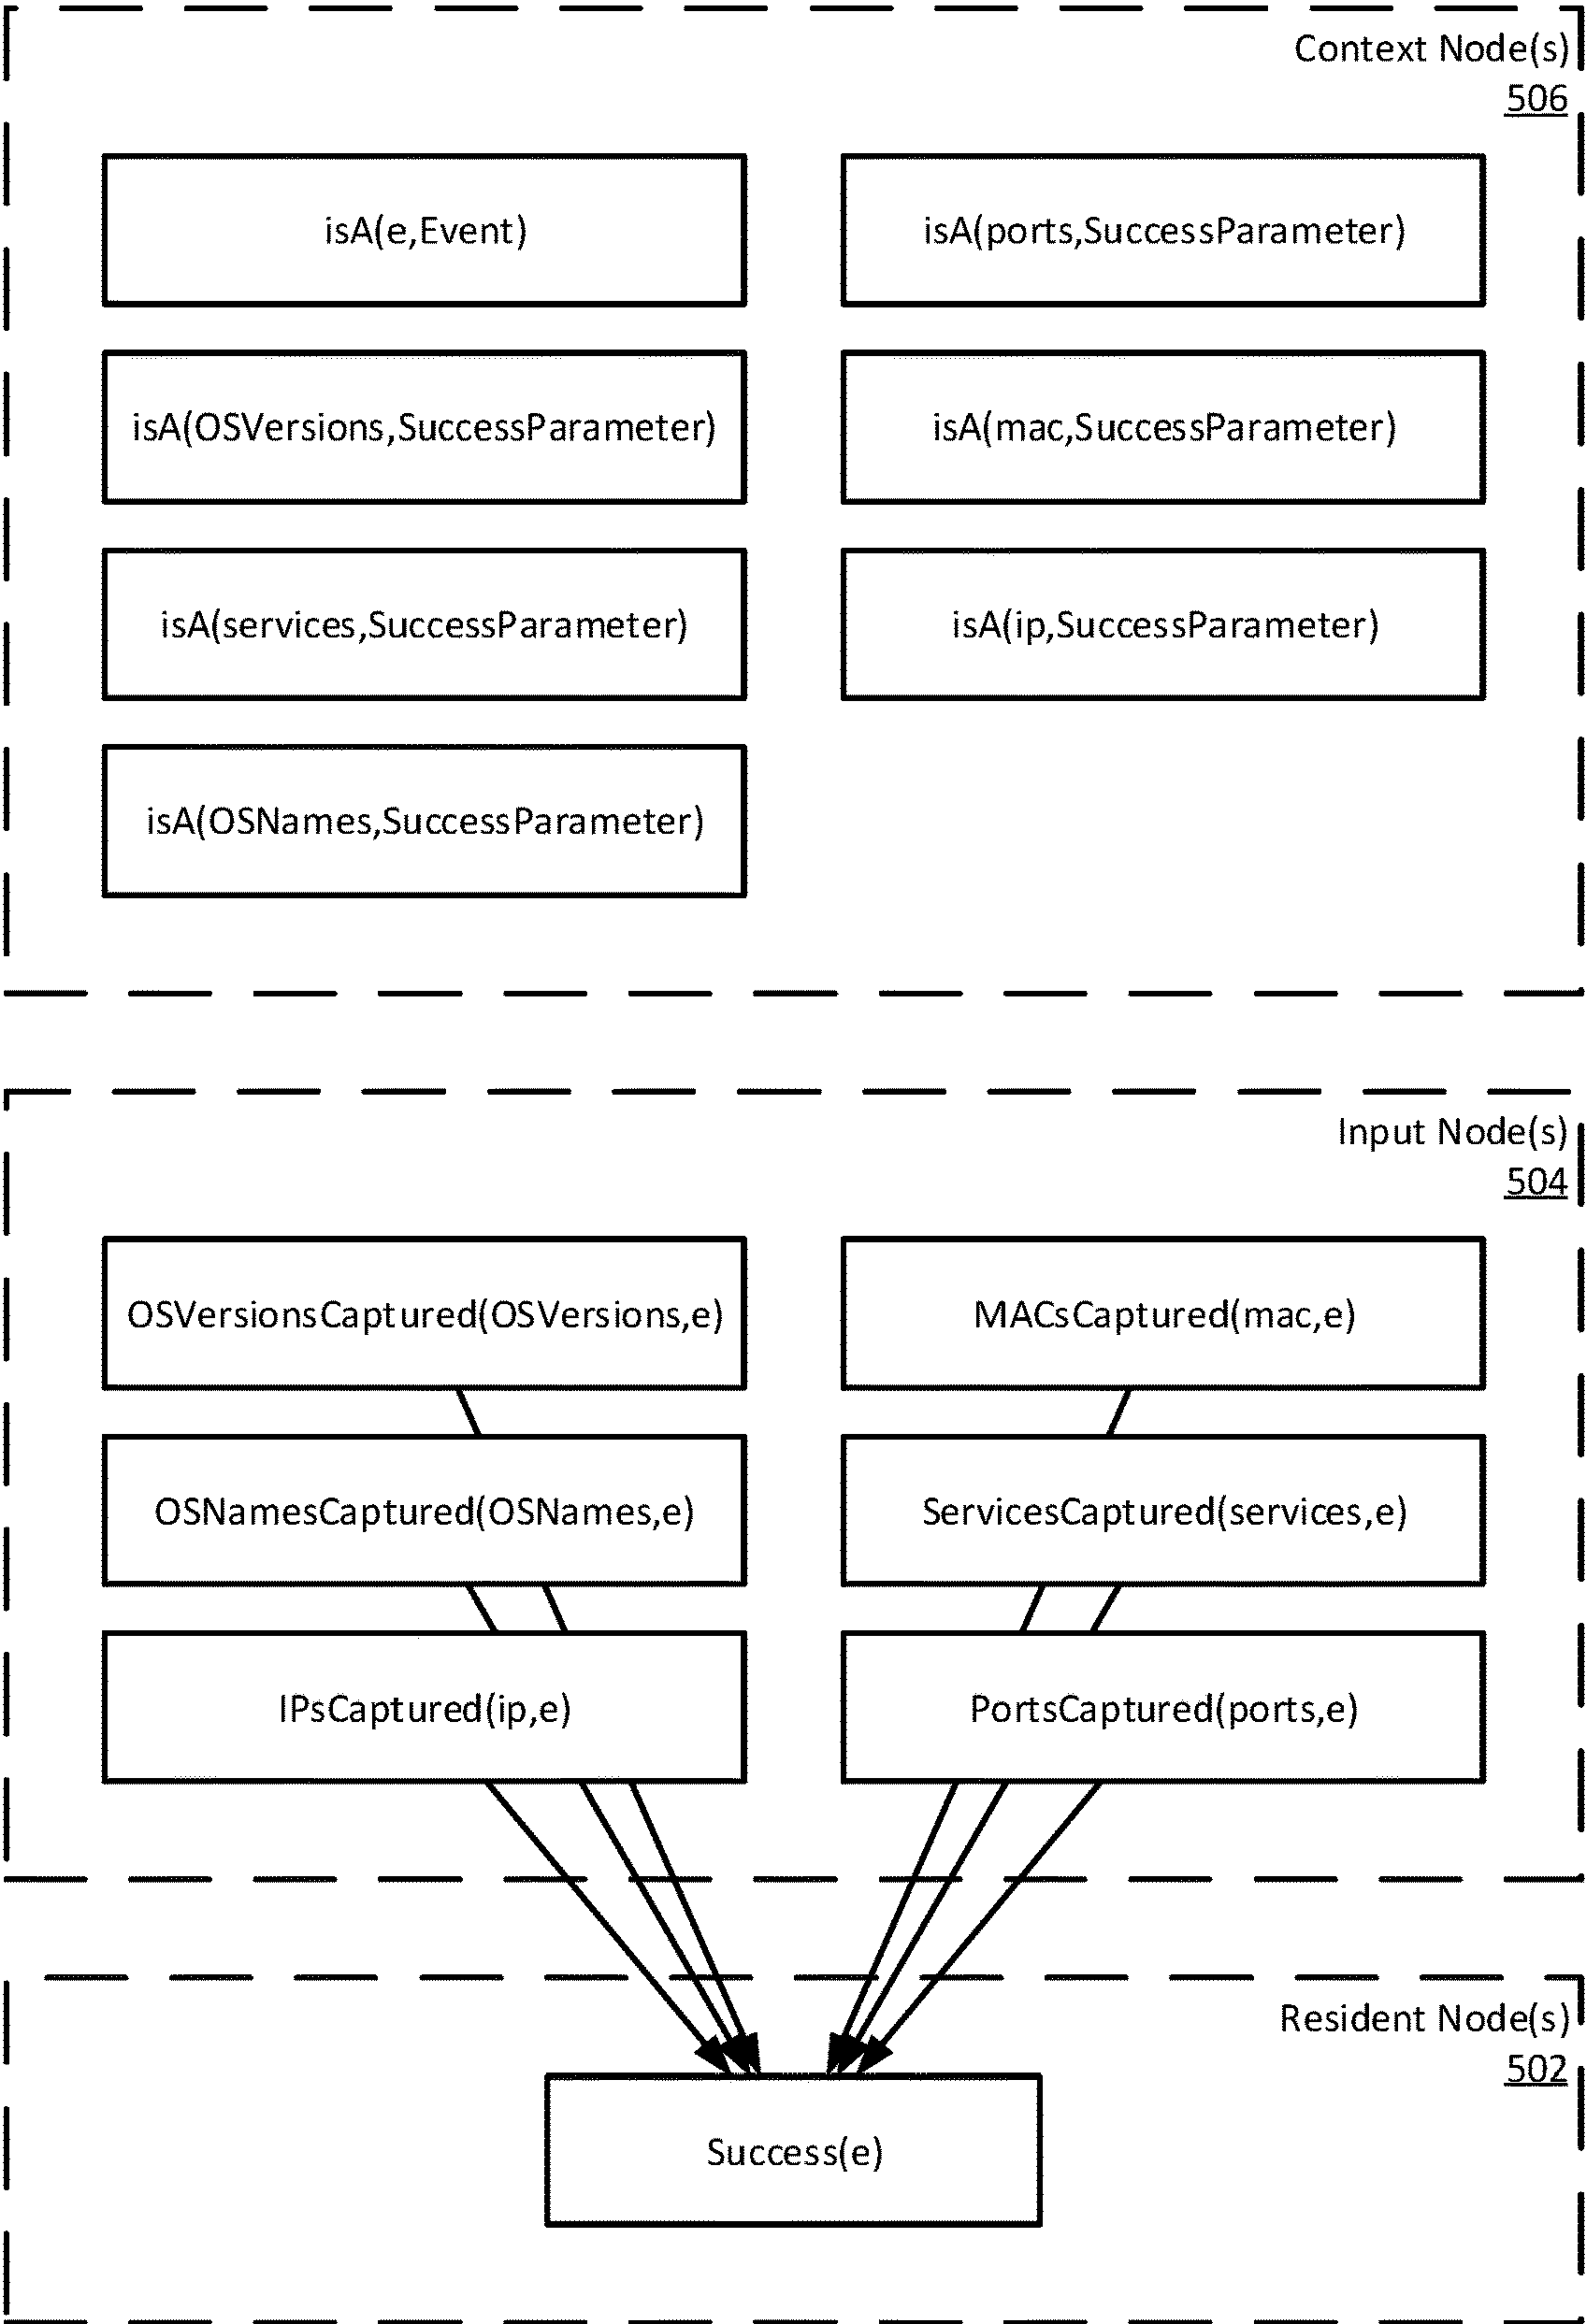 Context Node(s)
506
isA(e,Event)
isA(ports,SuccessParameter)
isA(OSVersions,SuccessParameter)
isA(mac,SuccessParameter)
isA(services,SuccessParameter)
isA(ip,SuccessParameter)
isA(OSNames,SuccessParameter)
Input Node(s)
504
OSVersionsCaptured(OSVersions,e)
MACsCaptured(mac,e)
OSNamesCaptured(OSNames,e)
ServicesCaptured(services,e)
IPsCaptured(ip,e)
PortsCaptured(ports,e)
Resident Node(s)
502
Success(e)